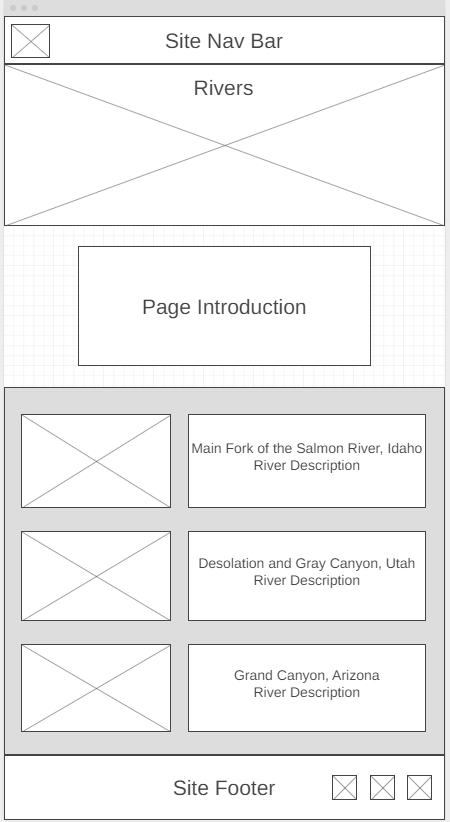 Site Nav Bar
Rivers
Page Introduction
Main Fork of the Salmon River, Idaho
River Description
Desolation and Gray Canyon, Utah
River Description
Grand Canyon, Arizona
River Description
Site Footer